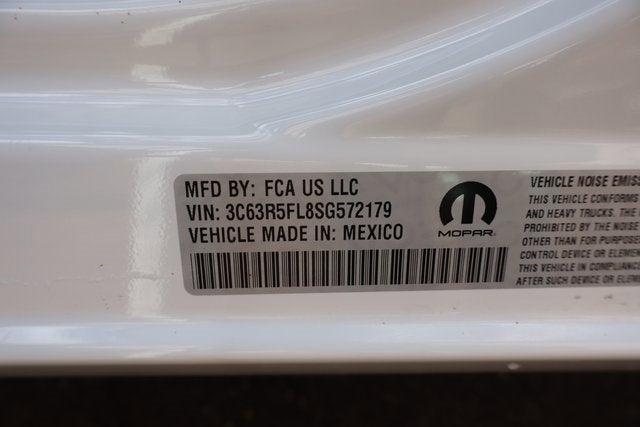 MFD BY: FCA US LLC
VIN: 3C63R5FL8SG572179
VEHICLE MADE IN: MEXICO
MOPAR
VEHICLE NOISE EMISS
THIS VEHICLE CONFORMS
AND HEAVY TRUCKS. THE
PROHIBITED BY THE NOISE
OTHER THAN FOR PURPOSE
CONTROL DEVICE OR ELEM
THIS VEHICLE IN COMPLIANC
AFTER SUCH DEVICE OR ELEME